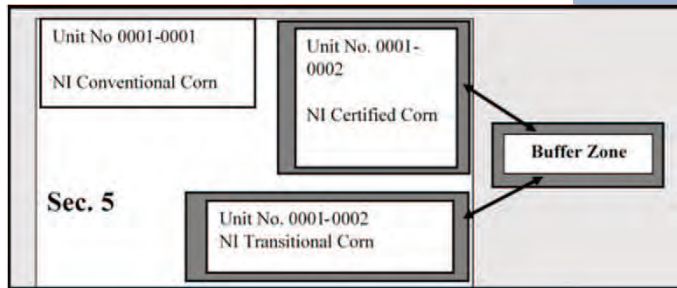 Unit No 0001-0001
NI Conventional Corn
Unit No. 0001-
0002
NI Certified Corn
Buffer Zone
Sec. 5
Unit No. 0001-0002
NI Transitional Corn